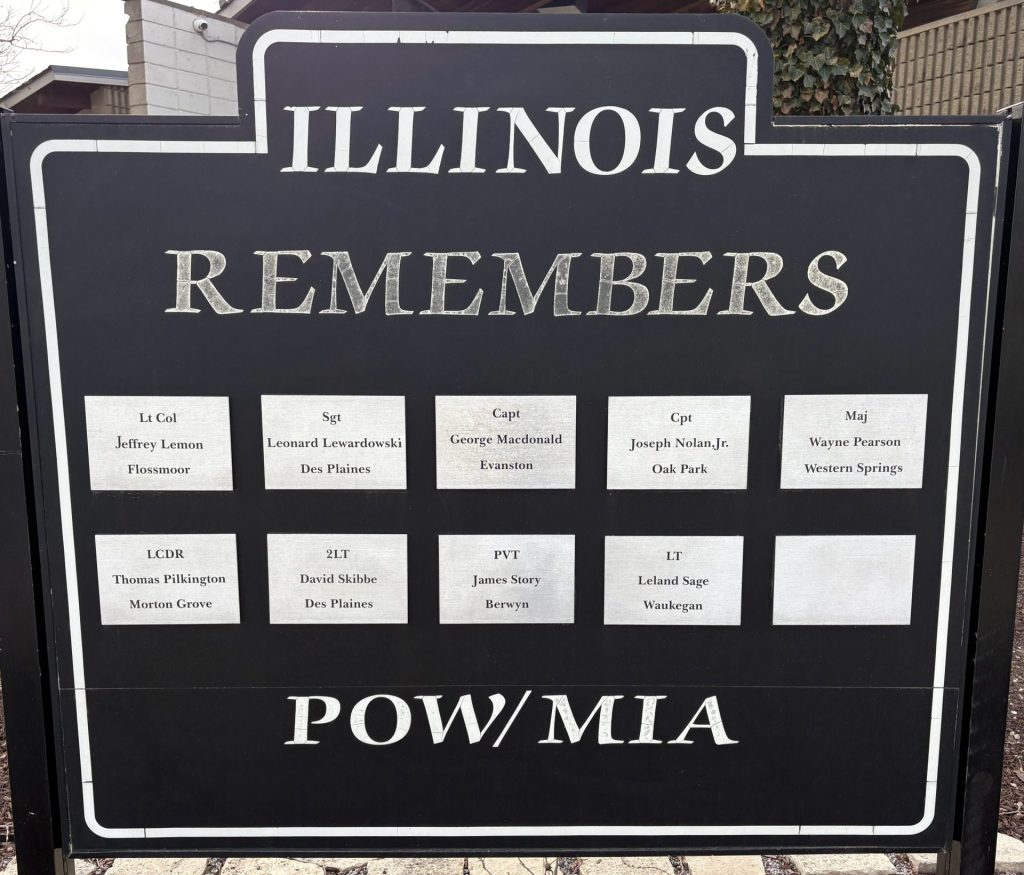 ILLINOIS
REMEMBERS
Lt Col
Jeffrey Lemon
Flossmoor
Sgt
Leonard Lewardowski
Des Plaines
Capt
George Macdonald
Evanston
Cpt
Joseph Nolan,Jr.
Oak Park
Maj
Wayne Pearson
Western Springs
LCDR
Thomas Pilkington
Morton Grove
2LT
David Skibbe
Des Plaines
PVT
James Story
Berwyn
LT
Leland Sage
Waukegan
POW/MIA